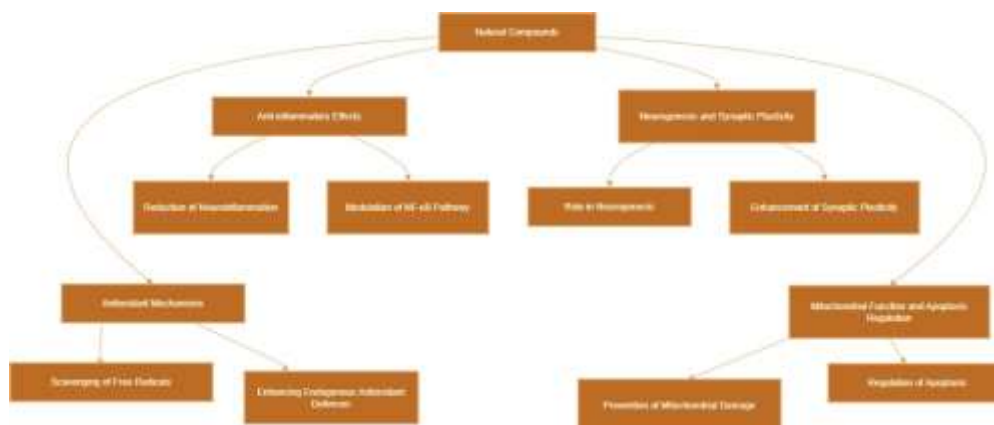 Natural Compounds
Anti-inflammatory Effects
Neurogenesis and Synaptic Plasticity
Reduction of Neuroinflammation
Modulation of NF-κB Pathway
Role in Neurogenesis
Enhancement of Synaptic Plasticity
Antioxidant Mechanisms
Mitochondrial Function and Apoptosis
Regulation
Scavenging of Free Radicals
Enhancing Endogenous Antioxidant
Defenses
Prevention of Mitochondrial Damage
Regulation of Apoptosis